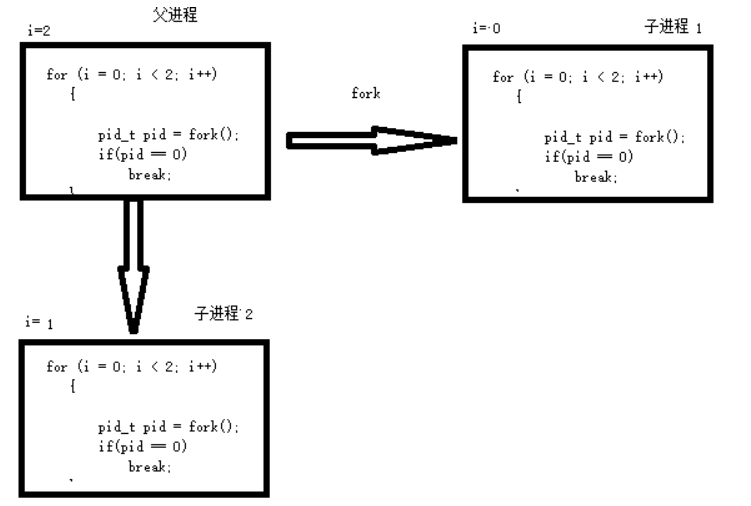 父进程
i=2
for (i = 0; i < 2; i++)
{
pid_t pid = fork();
if(pid == 0)
break;
}
fork
i= 0
子进程 1
for (i = 0; i < 2; i++)
{
pid_t pid = fork();
if(pid == 0)
break;
i= 1
子进程 2
for (i = 0; i < 2; i++)
{
pid_t pid = fork();
if(pid == 0)
break;